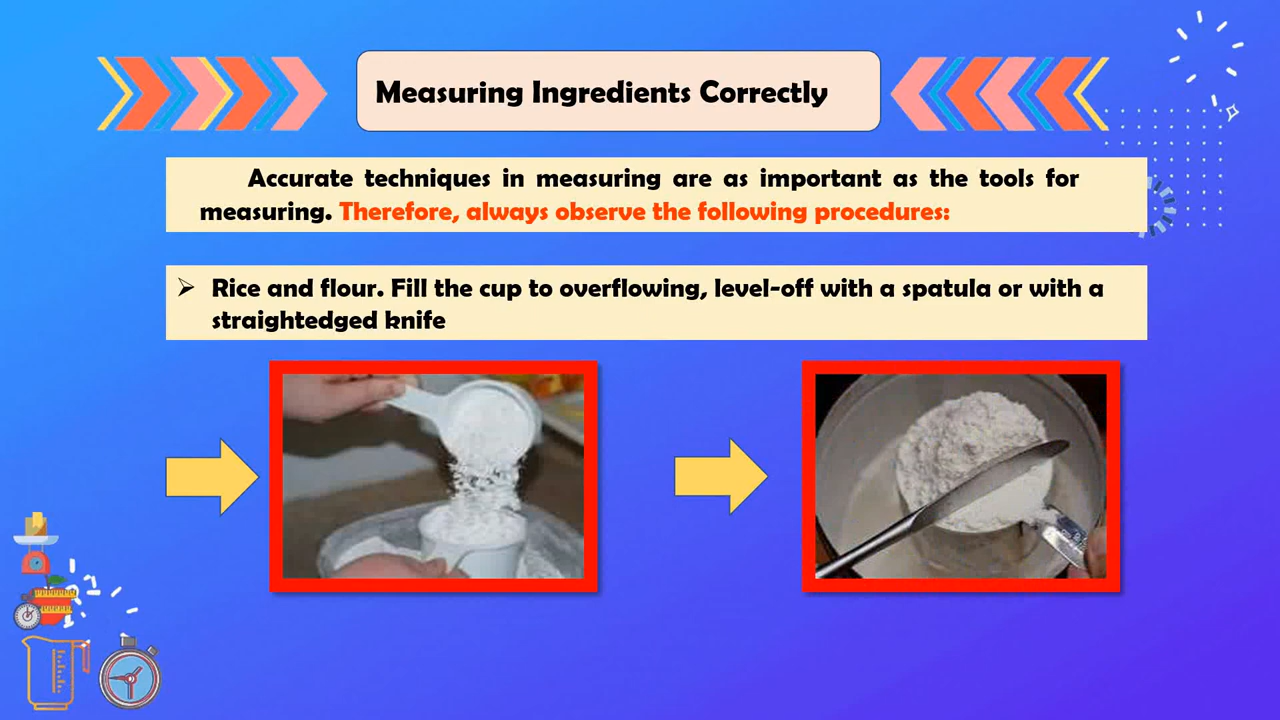 Measuring Ingredients Correctly
Accurate techniques in measuring are as important as the tools for
measuring. Therefore, always observe the following procedures:
Rice and flour. Fill the cup to overflowing, level-off with a spatula or with a
straightedged knife